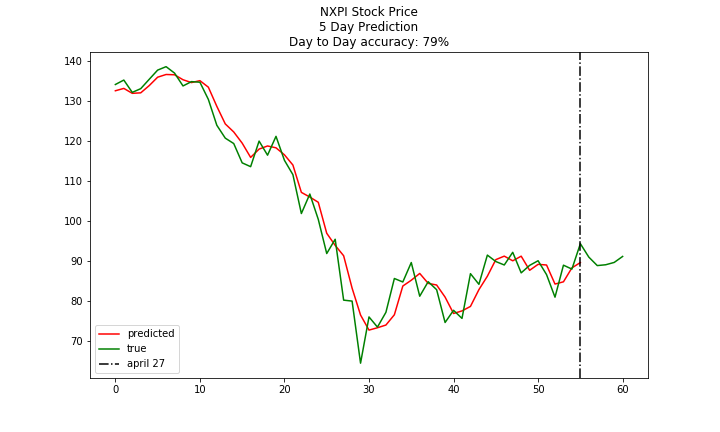 NXPI Stock Price
5 Day Prediction
Day to Day accuracy: 79%
140
130
120
110
100
90
80
70
predicted
true
april 27
0 10 20 30 40 50 60